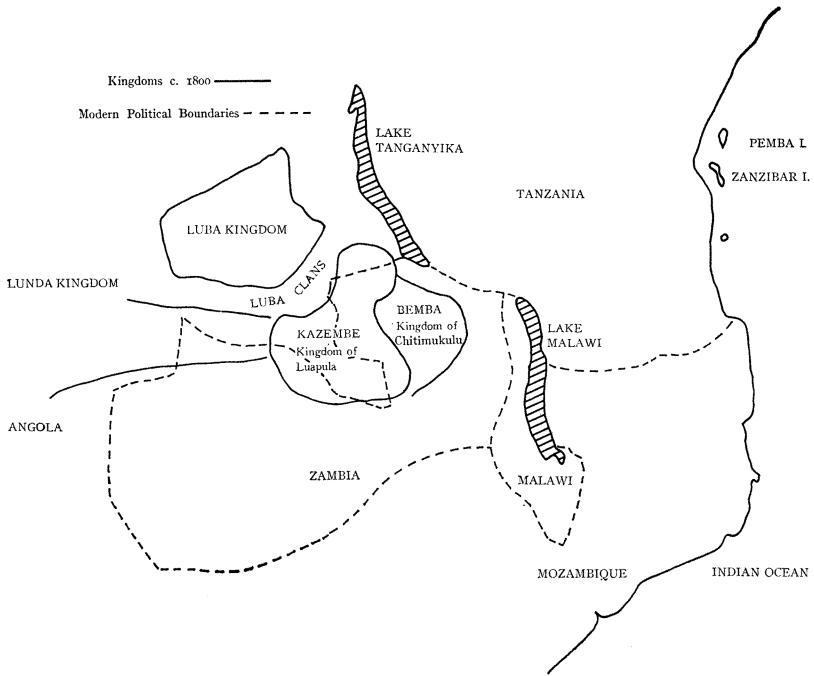 Kingdoms c. 1800
Modern Political Boundaries
LAKE
TANGANYIKA
PEMBA I.
ZANZIBAR I.
TANZANIA
LUBA KINGDOM
LUNDA KINGDOM
LUBA CLANS
BEMBA
Kingdom of
Chitimukulu
KAZEMBE
Kingdom of
Luapula
LAKE
MALAWI
ANGOLA
ZAMBIA
MALAWI
MOZAMBIQUE
INDIAN OCEAN